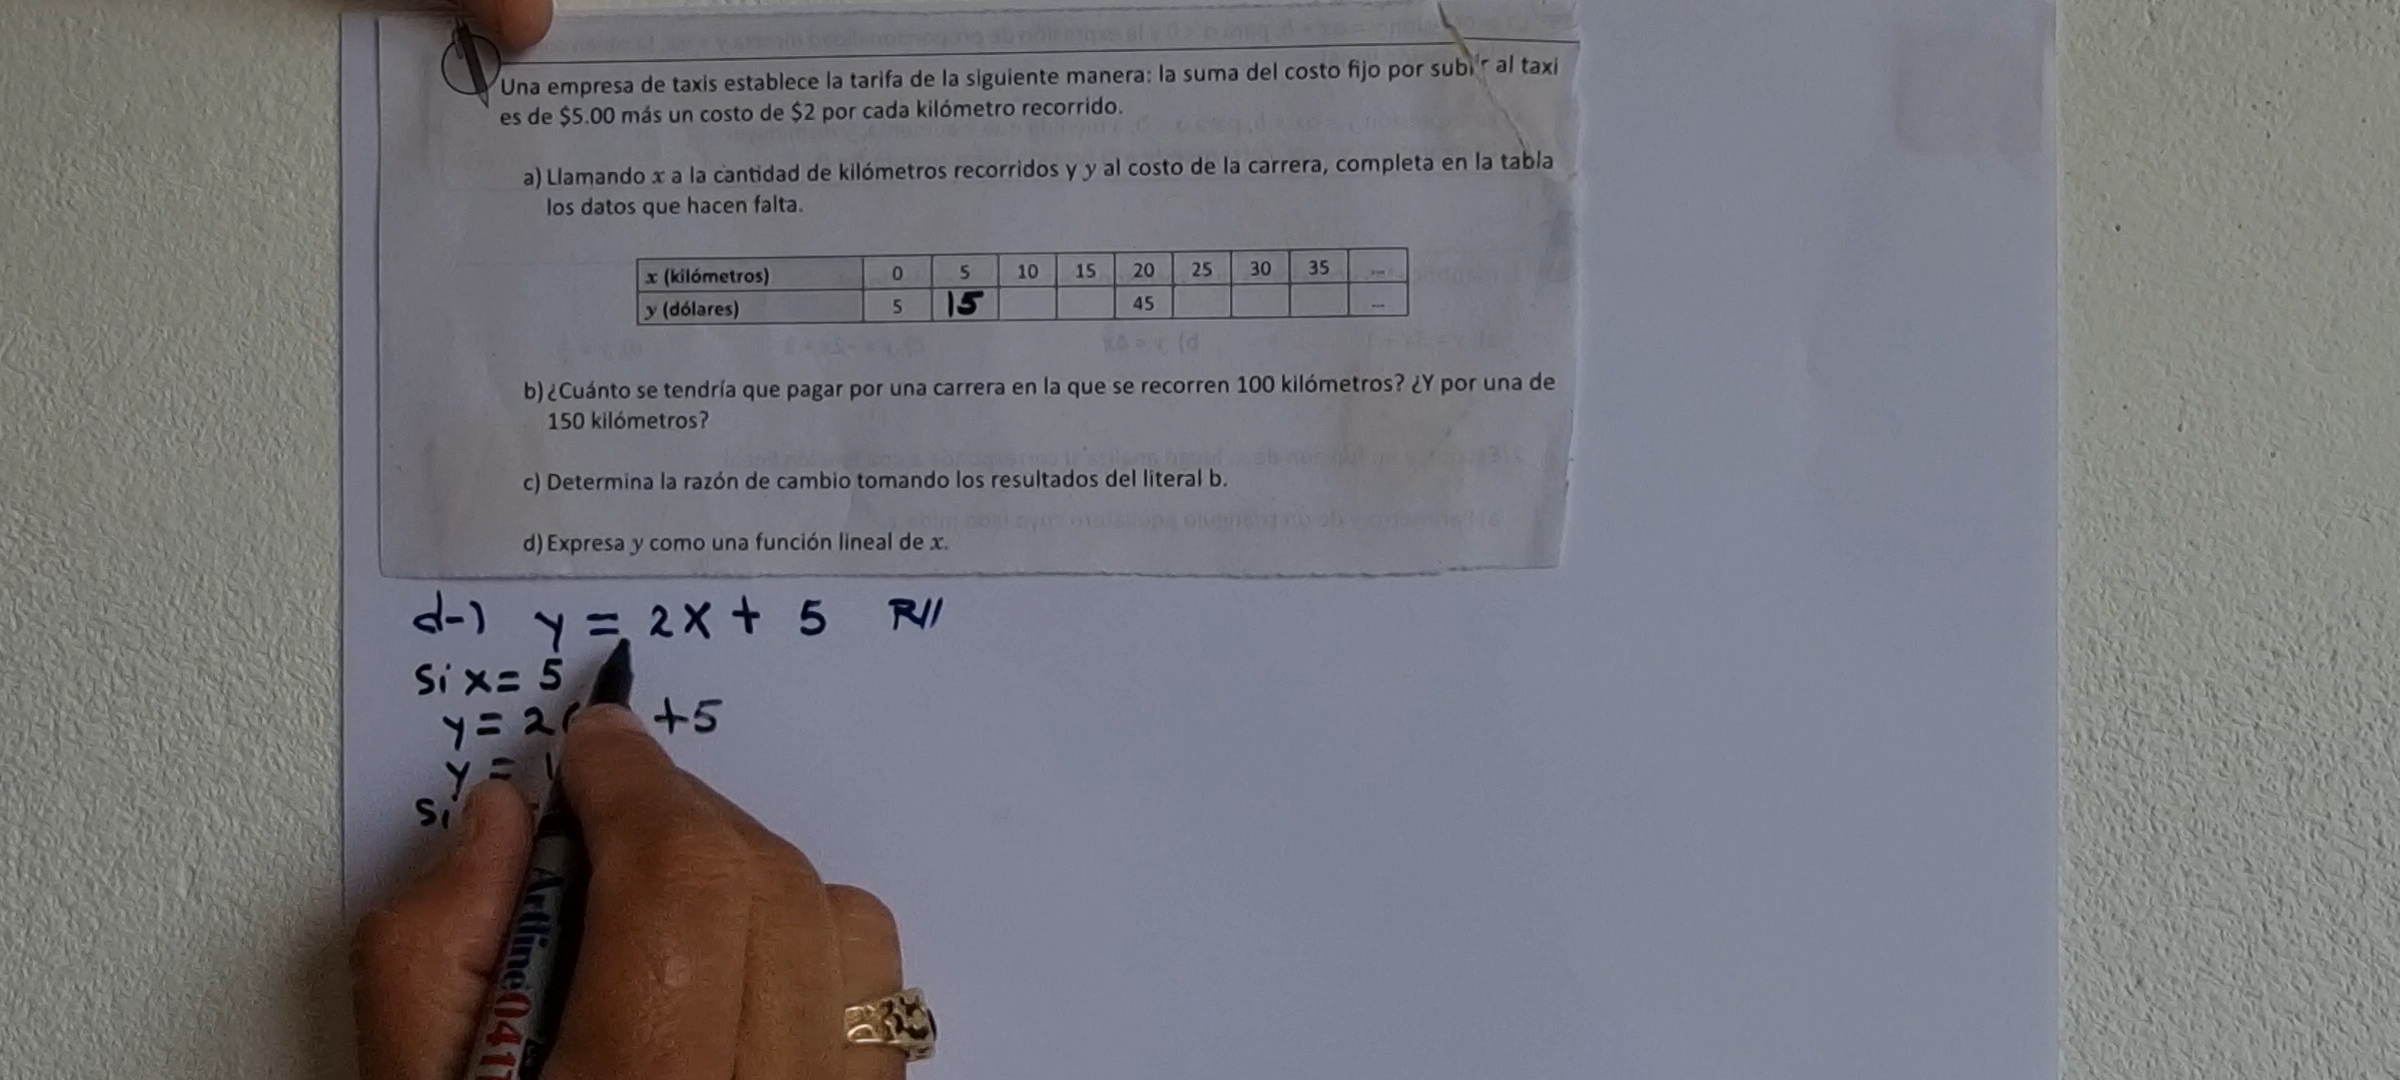 Una empresa de taxis establece la tarifa de la siguiente manera: la suma del costo fijo por subir al taxi
es de $5.00 más un costo de $2 por cada kilómetro recorrido.
a) Llamando x a la cantidad de kilómetros recorridos y y al costo de la carrera, completa en la tabla
los datos que hacen falta.
x (kilómetros) 0 5 10 15 20 25 30 35 ...
y (dólares) 5 15 45 ...
b) ¿Cuánto se tendría que pagar por una carrera en la que se recorren 100 kilómetros? ¿Y por una de
150 kilómetros?
c) Determina la razón de cambio tomando los resultados del literal b.
d) Expresa y como una función lineal de x.
d-) y = 2x + 5 R//
Si x = 5
y = 2( +5
y =
Si
Artline 041T